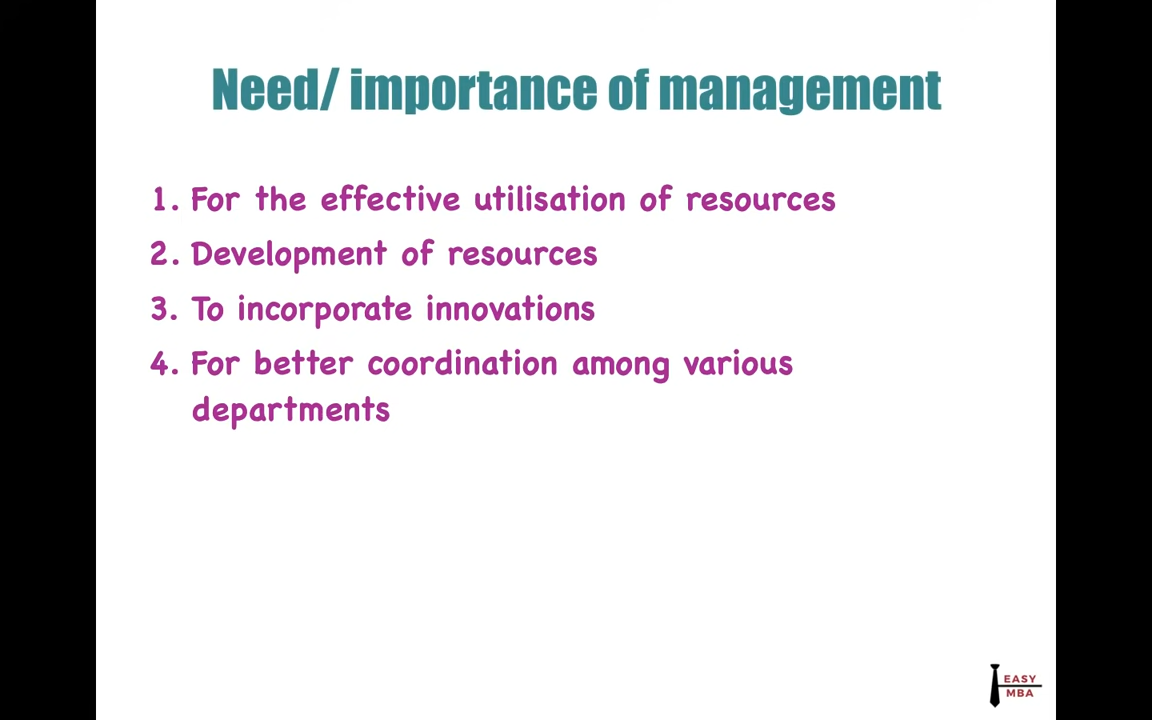 Need/ importance of management
1. For the effective utilisation of resources
2. Development of resources
3. To incorporate innovations
4. For better coordination among various
departments
EASY
MBA